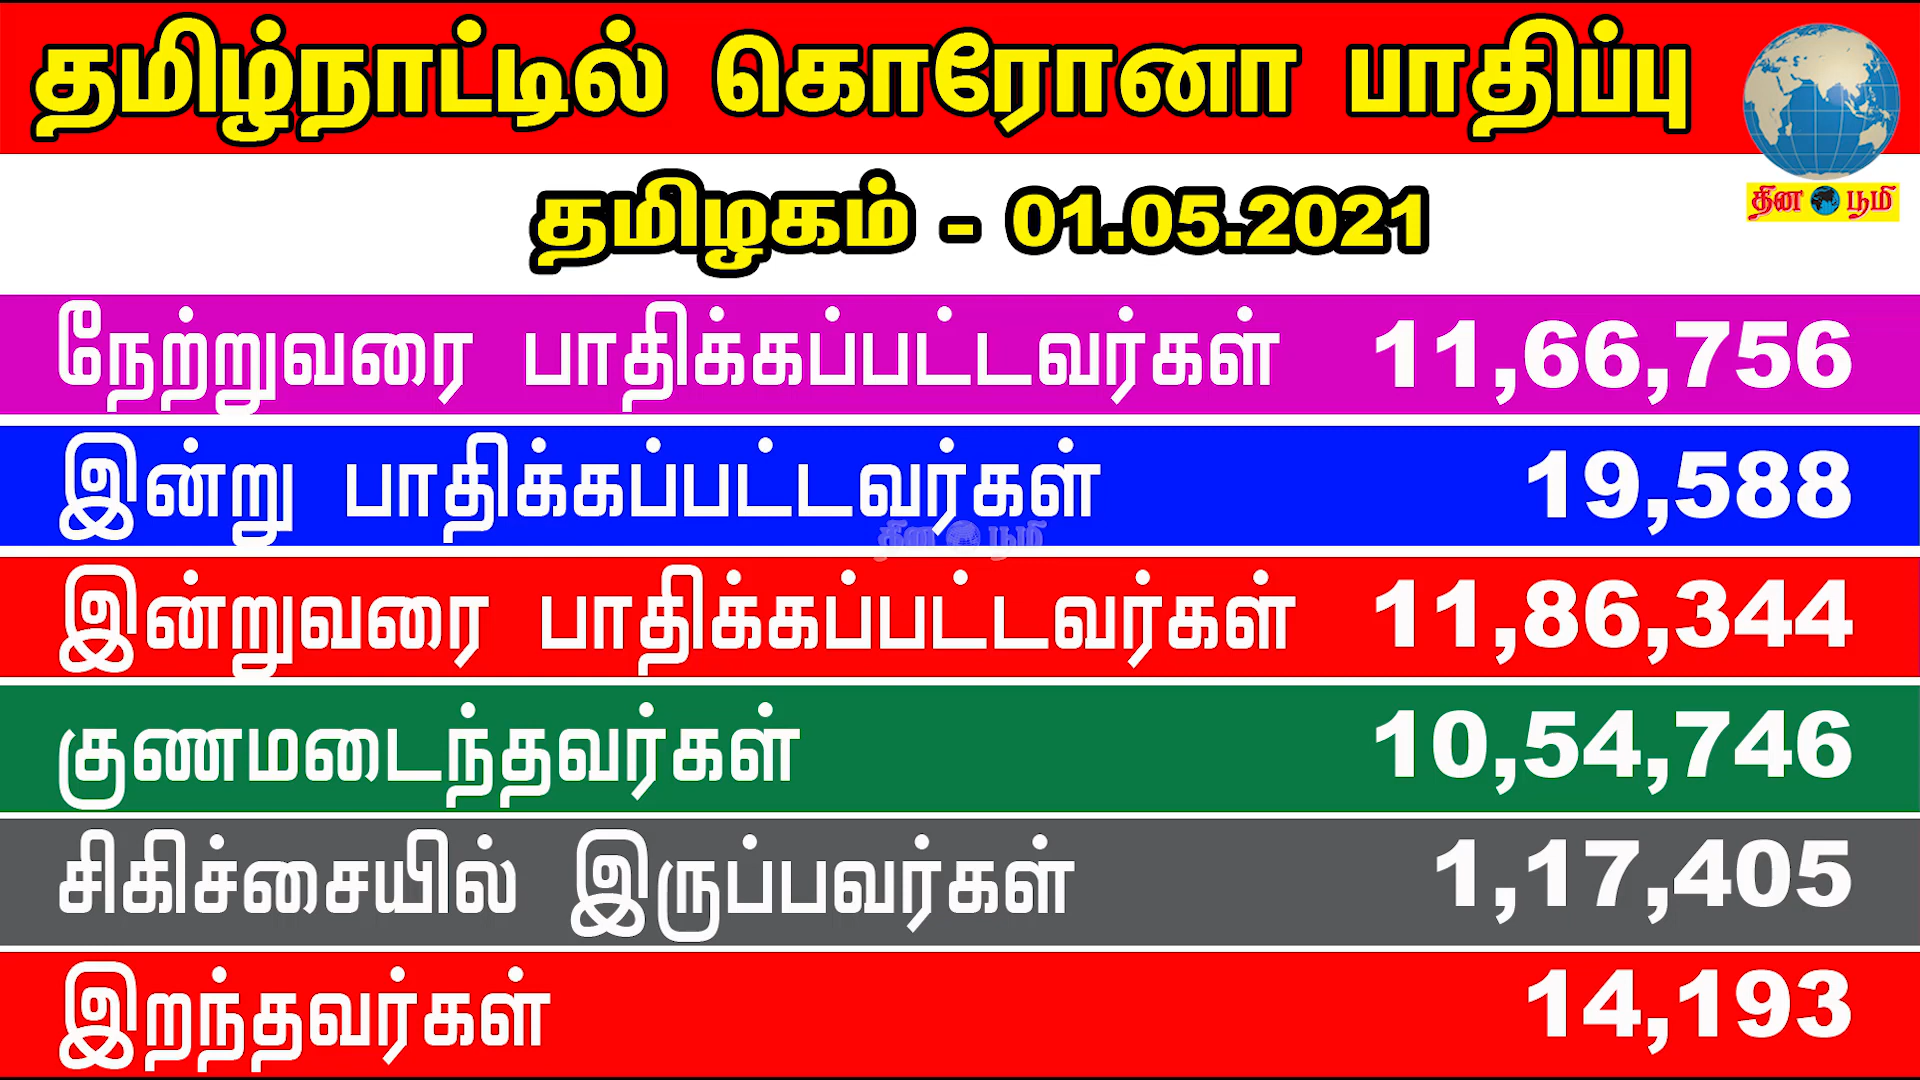 தமிழ்நாட்டில் கொரோனா பாதிப்பு
தின பூமி
தமிழகம் - 01.05.2021
நேற்றுவரை பாதிக்கப்பட்டவர்கள் 11,66,756
இன்று பாதிக்கப்பட்டவர்கள் 19,588
தின பூமி
இன்றுவரை பாதிக்கப்பட்டவர்கள் 11,86,344
குணமடைந்தவர்கள் 10,54,746
சிகிச்சையில் இருப்பவர்கள் 1,17,405
இறந்தவர்கள் 14,193